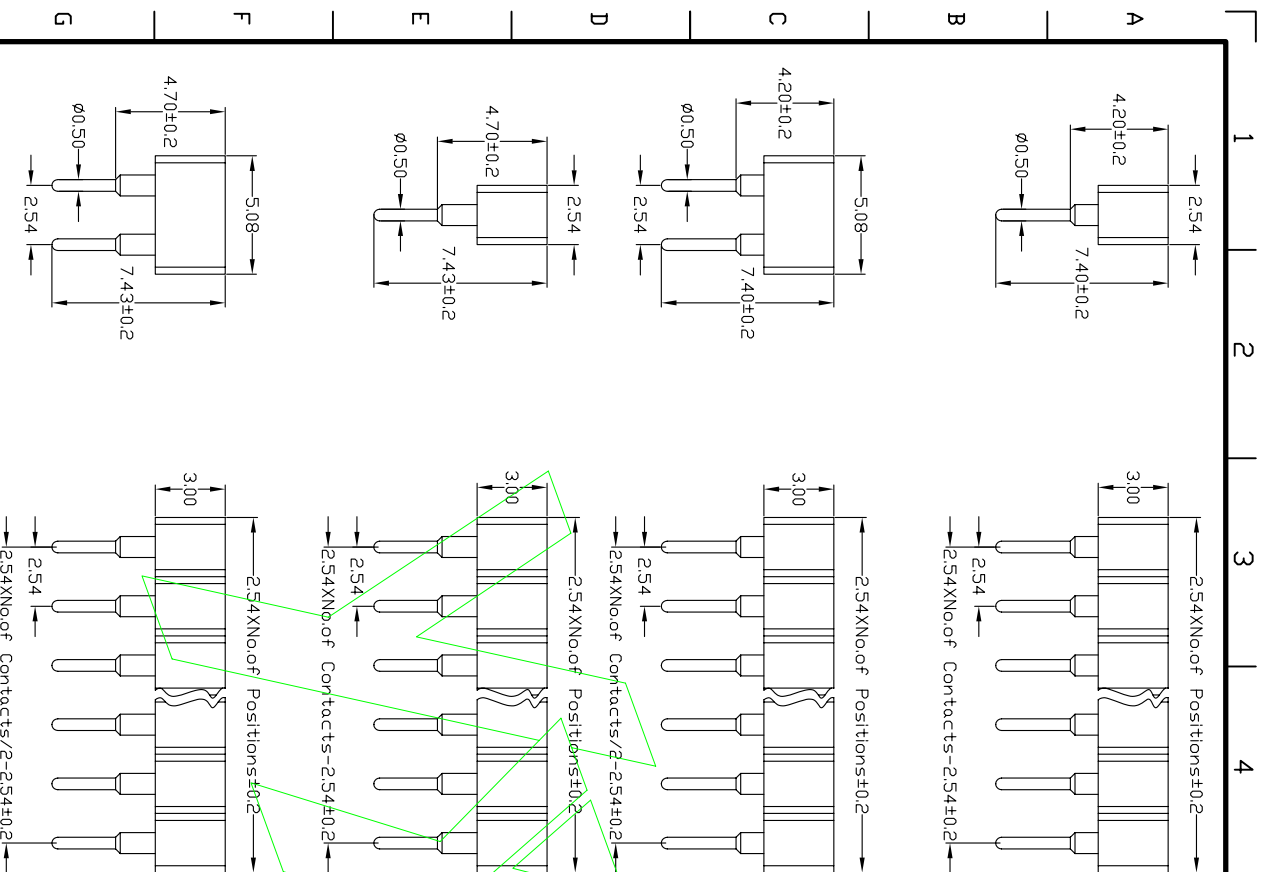 A
B
C
D
E
F
G
1
2
3
4
2.54
4.20±0.2
Ø0.50
7.40±0.2
3.00
2.54XNo.of Positions±0.2
2.54
2.54XNo.of Contacts-2.54±0.2
5.08
4.20±0.2
Ø0.50
2.54
7.40±0.2
3.00
2.54XNo.of Positions±0.2
2.54
2.54XNo.of Contacts/2-2.54±0.2
2.54
4.70±0.2
Ø0.50
7.43±0.2
3.00
2.54XNo.of Positions±0.2
2.54
2.54XNo.of Contacts-2.54±0.2
5.08
4.70±0.2
Ø0.50
2.54
7.43±0.2
3.00
2.54XNo.of Positions±0.2
2.54
2.54XNo.of Contacts/2-2.54±0.2